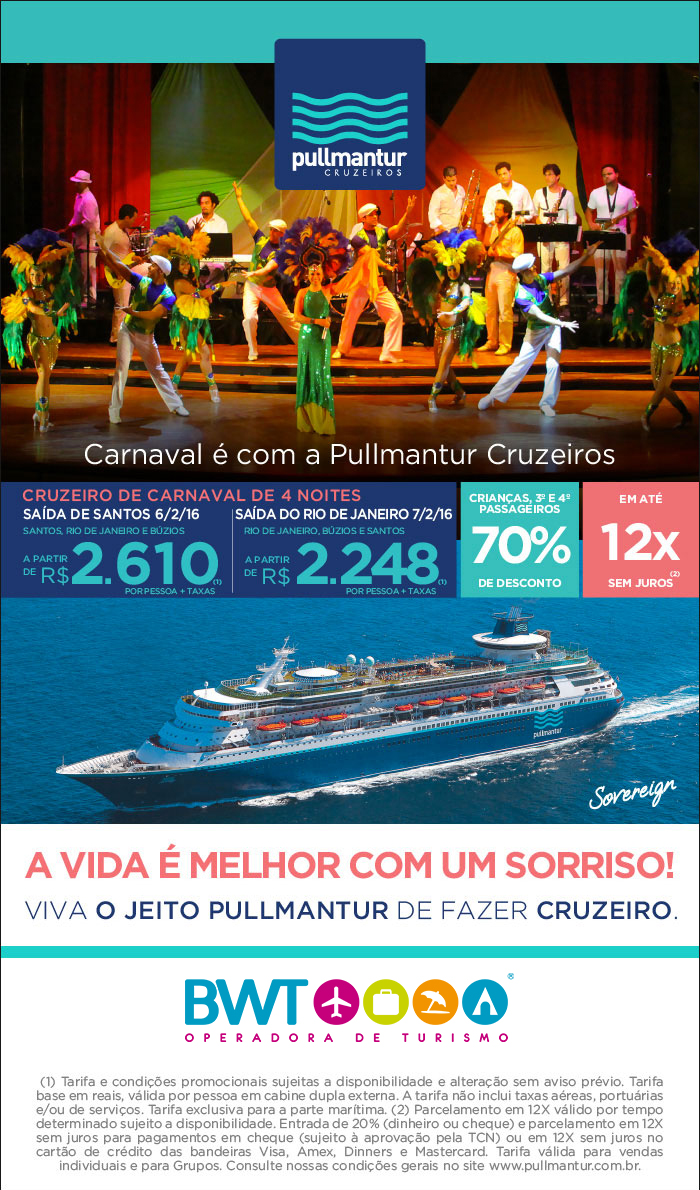 pullmantur
CRUZEIROS
Carnaval é com a Pullmantur Cruzeiros
CRUZEIRO DE CARNAVAL DE 4 NOITES
SAÍDA DE SANTOS 6/2/16
SANTOS, RIO DE JANEIRO E BÚZIOS
A PARTIR
DE R$ 2.610 (1)
POR PESSOA + TAXAS
SAÍDA DO RIO DE JANEIRO 7/2/16
RIO DE JANEIRO, BÚZIOS E SANTOS
A PARTIR
DE R$ 2.248 (1)
POR PESSOA + TAXAS
CRIANÇAS, 3º E 4º
PASSAGEIROS
70%
DE DESCONTO
EM ATÉ
12x
SEM JUROS (2)
pullmantur
Sovereign
A VIDA É MELHOR COM UM SORRISO!
VIVA O JEITO PULLMANTUR DE FAZER CRUZEIRO.
BWT®
OPERADORA DE TURISMO
(1) Tarifa e condições promocionais sujeitas a disponibilidade e alteração sem aviso prévio. Tarifa
base em reais, válida por pessoa em cabine dupla externa. A tarifa não inclui taxas aéreas, portuárias
e/ou de serviços. Tarifa exclusiva para a parte marítima. (2) Parcelamento em 12X válido por tempo
determinado sujeito a disponibilidade. Entrada de 20% (dinheiro ou cheque) e parcelamento em 12X
sem juros para pagamentos em cheque (sujeito à aprovação pela TCN) ou em 12X sem juros no
cartão de crédito das bandeiras Visa, Amex, Dinners e Mastercard. Tarifa válida para vendas
individuais e para Grupos. Consulte nossas condições gerais no site www.pullmantur.com.br.